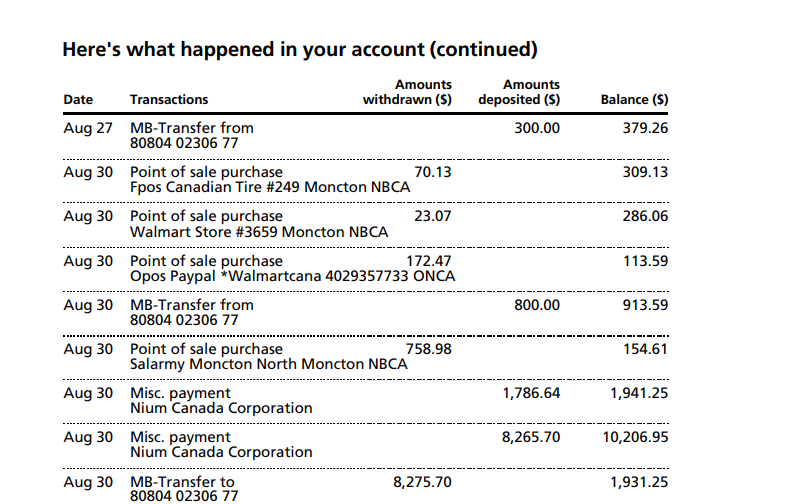 Here's what happened in your account (continued)
Amounts Amounts
Date Transactions withdrawn ($) deposited ($) Balance ($)
Aug 27 MB-Transfer from 300.00 379.26
80804 02306 77
Aug 30 Point of sale purchase 70.13 309.13
Fpos Canadian Tire #249 Moncton NBCA
Aug 30 Point of sale purchase 23.07 286.06
Walmart Store #3659 Moncton NBCA
Aug 30 Point of sale purchase 172.47 113.59
Opos Paypal *Walmartcana 4029357733 ONCA
Aug 30 MB-Transfer from 800.00 913.59
80804 02306 77
Aug 30 Point of sale purchase 758.98 154.61
Salarmy Moncton North Moncton NBCA
Aug 30 Misc. payment 1,786.64 1,941.25
Nium Canada Corporation
Aug 30 Misc. payment 8,265.70 10,206.95
Nium Canada Corporation
Aug 30 MB-Transfer to 8,275.70 1,931.25
80804 02306 77